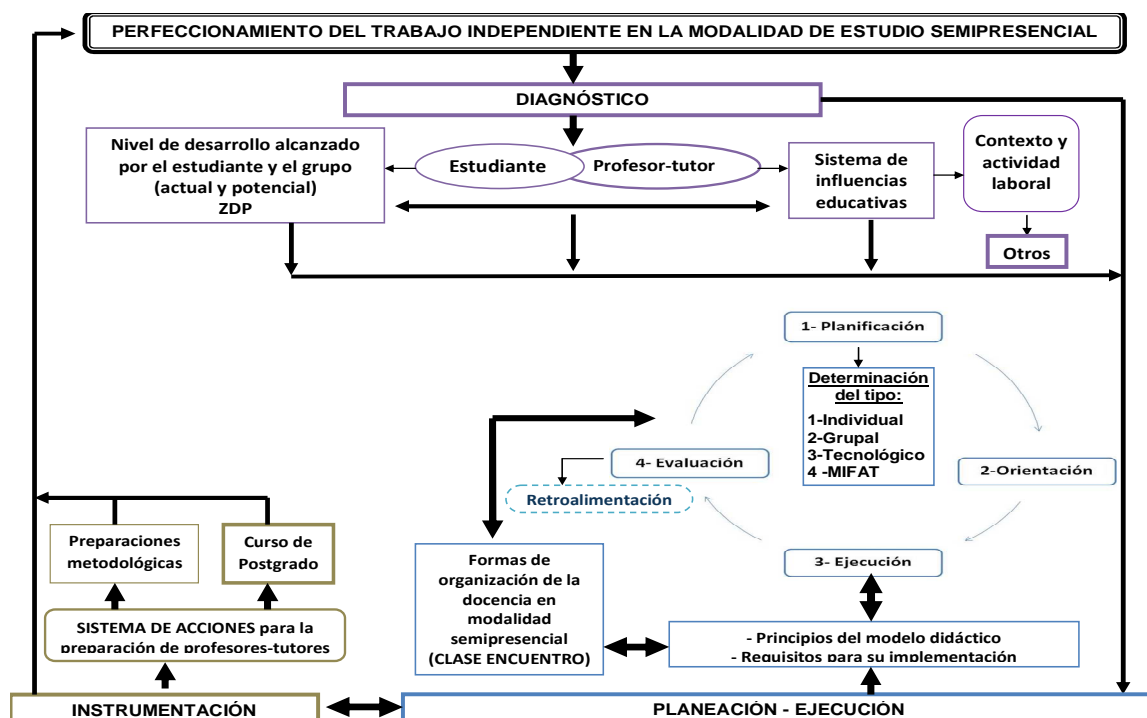 PERFECCIONAMIENTO DEL TRABAJO INDEPENDIENTE EN LA MODALIDAD DE ESTUDIO SEMIPRESENCIAL
DIAGNÓSTICO
Nivel de desarrollo alcanzado
por el estudiante y el grupo
(actual y potencial)
ZDP
Estudiante
Profesor-tutor
Sistema de
influencias
educativas
Contexto y
actividad
laboral
Otros
1- Planificación
Determinación
del tipo:
1-Individual
2-Grupal
3-Tecnológico
4 -MIFAT
2-Orientación
4- Evaluación
Retroalimentación
3- Ejecución
Preparaciones
metodológicas
Curso de
Postgrado
SISTEMA DE ACCIONES para la
preparación de profesores-tutores
Formas de
organización de la
docencia en
modalidad
semipresencial
(CLASE ENCUENTRO)
- Principios del modelo didáctico
- Requisitos para su implementación
INSTRUMENTACIÓN
PLANEACIÓN - EJECUCIÓN